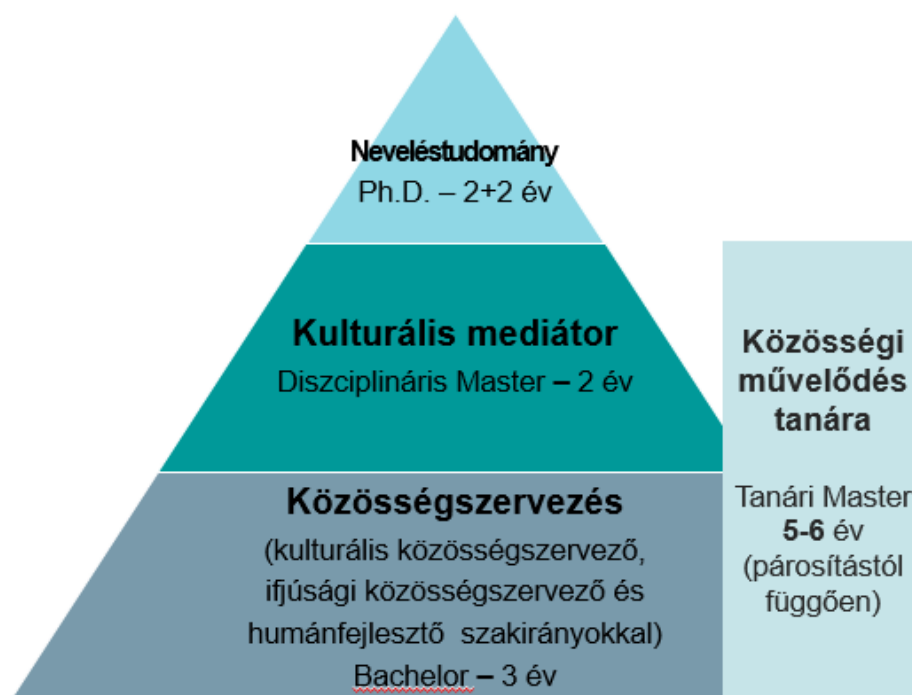 Neveléstudomány
Ph.D. – 2+2 év
Kulturális mediátor
Diszciplináris Master – 2 év
Közösségszervezés
(kulturális közösségszervező,
ifjúsági közösségszervező és
humánfejlesztő szakirányokkal)
Bachelor – 3 év
Közösségi
művelődés
tanára
Tanári Master
5-6 év
(párosítástól
függően)